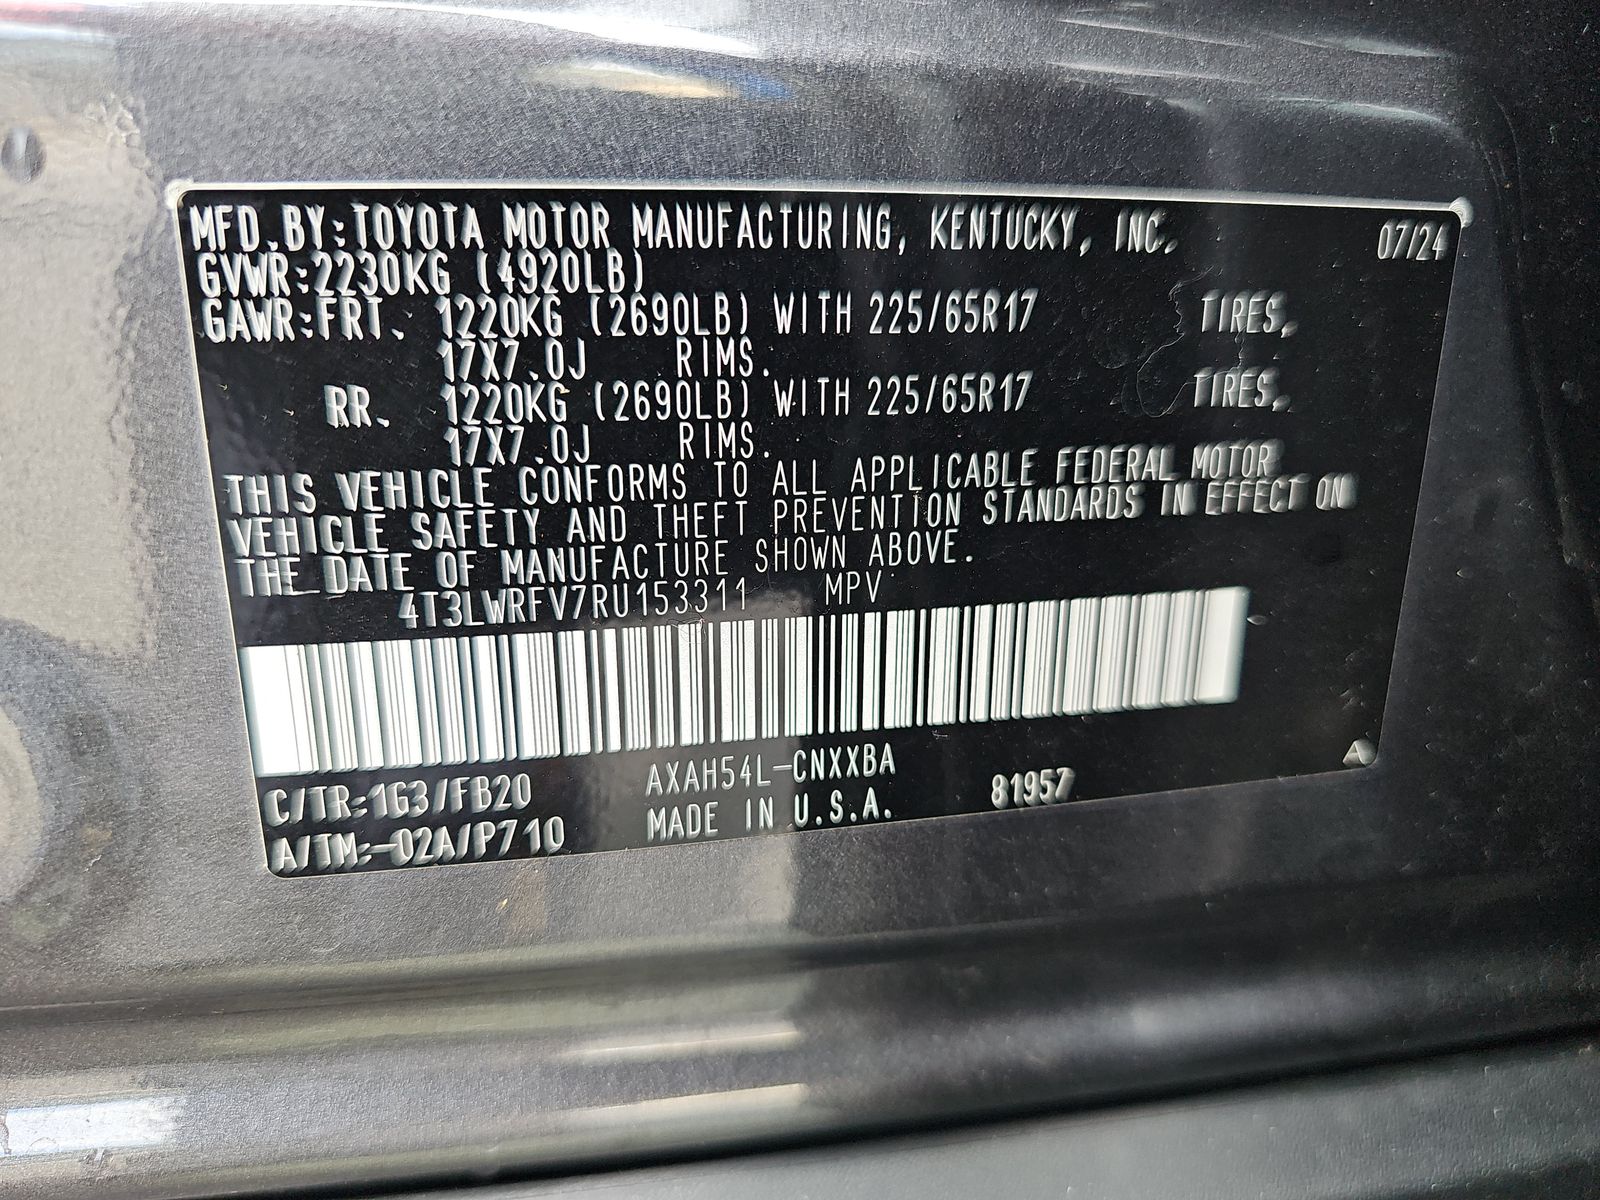 MFD.BY:TOYOTA MOTOR MANUFACTURING, KENTUCKY, INC. 07/24
GVWR:2230KG (4920LB)
GAWR:FRT. 1220KG (2690LB) WITH 225/65R17 TIRES,
17X7.0J RIMS.
RR. 1220KG (2690LB) WITH 225/65R17 TIRES,
17X7.0J RIMS.
THIS VEHICLE CONFORMS TO ALL APPLICABLE FEDERAL MOTOR
VEHICLE SAFETY AND THEFT PREVENTION STANDARDS IN EFFECT ON
THE DATE OF MANUFACTURE SHOWN ABOVE.
4T3LWRFV7RU153311 MPV
C/TR:1G3/FB20 AXAH54L-CNXXBA
A/TM:-02A/P710 MADE IN U.S.A. 81957